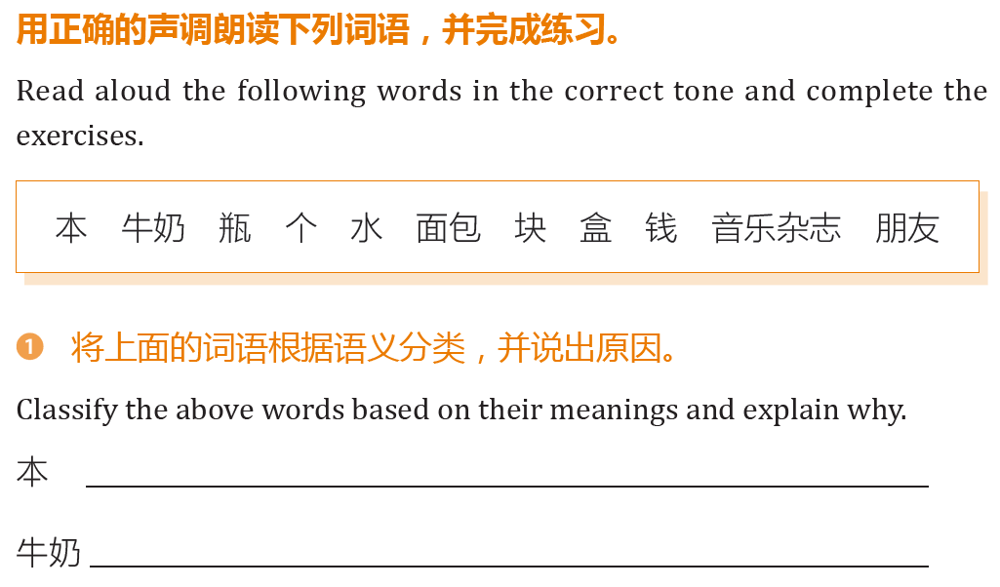 用正确的声调朗读下列词语，并完成练习。
Read aloud the following words in the correct tone and complete the
exercises.
本 牛奶 瓶 个 水 面包 块 盒 钱 音乐杂志 朋友
1 将上面的词语根据语义分类，并说出原因。
Classify the above words based on their meanings and explain why.
本
牛奶